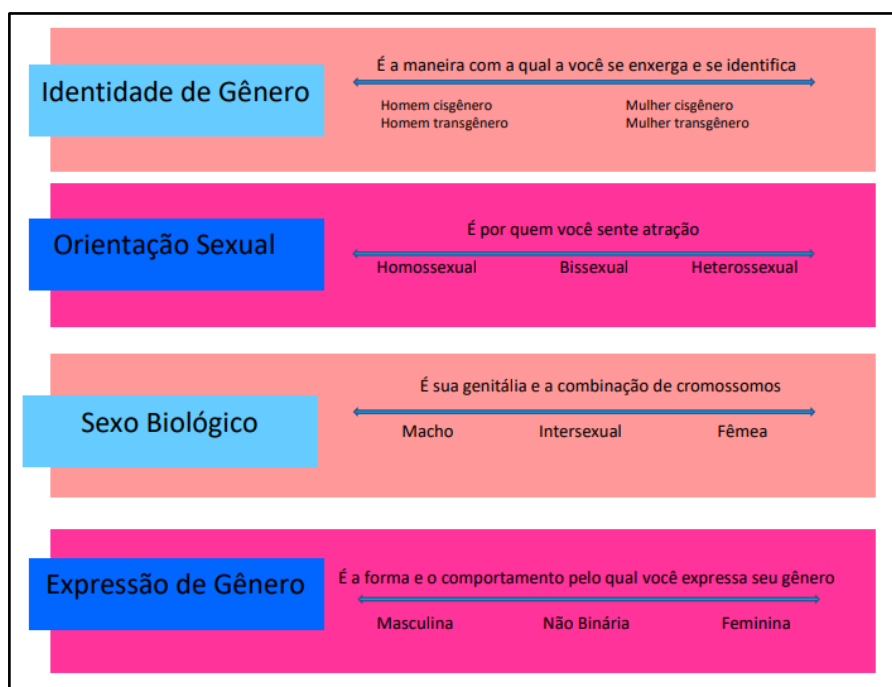 É a maneira com a qual a você se enxerga e se identifica
Identidade de Gênero
Homem cisgênero
Homem transgênero
Mulher cisgênero
Mulher transgênero
É por quem você sente atração
Orientação Sexual
Homossexual
Bissexual
Heterossexual
É sua genitália e a combinação de cromossomos
Sexo Biológico
Macho
Intersexual
Fêmea
É a forma e o comportamento pelo qual você expressa seu gênero
Expressão de Gênero
Masculina
Não Binária
Feminina